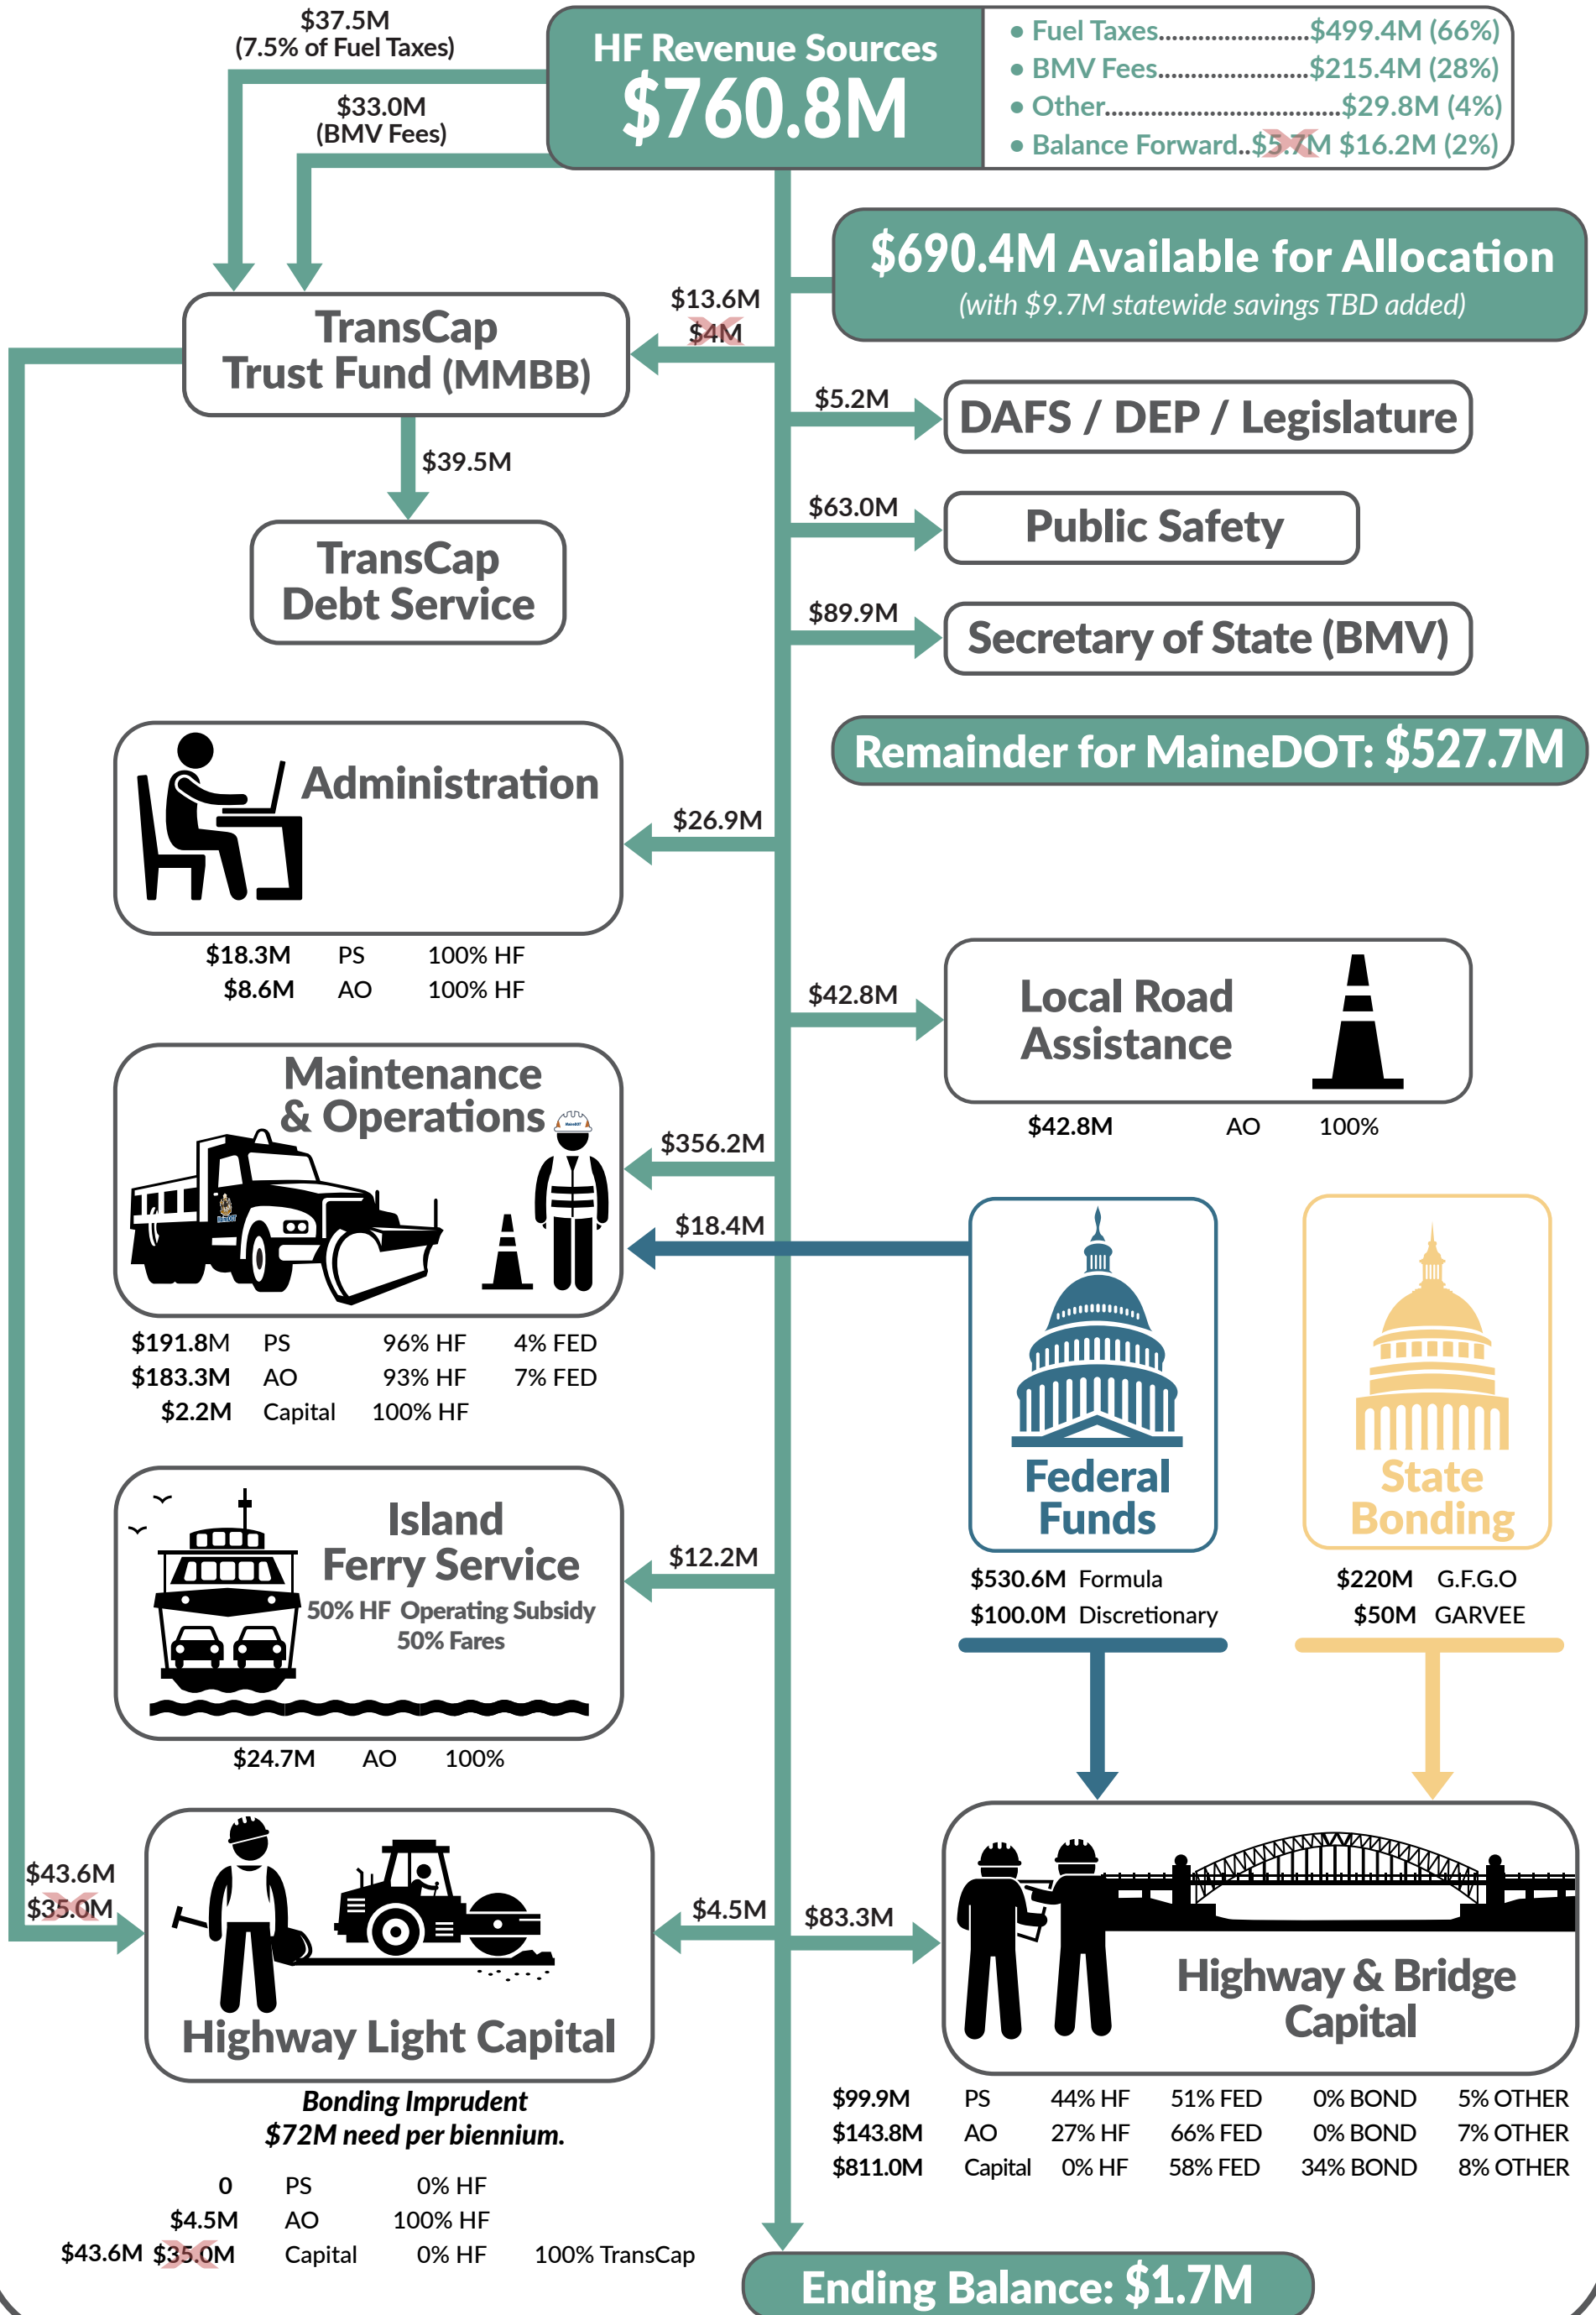 $37.5M
(7.5% of Fuel Taxes)
$33.0M
(BMV Fees)
HF Revenue Sources
$760.8M
• Fuel Taxes.......................$499.4M (66%)
• BMV Fees.......................$215.4M (28%)
• Other....................................$29.8M (4%)
• Balance Forward..$5.7M $16.2M (2%)
$690.4M Available for Allocation
(with $9.7M statewide savings TBD added)
TransCap
Trust Fund (MMBB)
$13.6M
$4M
$5.2M
DAFS / DEP / Legislature
$39.5M
$63.0M
Public Safety
TransCap
Debt Service
$89.9M
Secretary of State (BMV)
Remainder for MaineDOT: $527.7M
Administration
$26.9M
$18.3M PS 100% HF
$8.6M AO 100% HF
$42.8M
Local Road
Assistance
$42.8M AO 100%
Maintenance
& Operations
$356.2M
$18.4M
$191.8M PS 96% HF 4% FED
$183.3M AO 93% HF 7% FED
$2.2M Capital 100% HF
Federal
Funds
$530.6M Formula
$100.0M Discretionary
State
Bonding
$220M G.F.G.O
$50M GARVEE
Island
Ferry Service
50% HF Operating Subsidy
50% Fares
$12.2M
$24.7M AO 100%
$43.6M
$35.0M
$4.5M
$83.3M
Highway Light Capital
Bonding Imprudent
$72M need per biennium.
0 PS 0% HF
$4.5M AO 100% HF
$43.6M $35.0M Capital 0% HF 100% TransCap
Highway & Bridge
Capital
$99.9M PS 44% HF 51% FED 0% BOND 5% OTHER
$143.8M AO 27% HF 66% FED 0% BOND 7% OTHER
$811.0M Capital 0% HF 58% FED 34% BOND 8% OTHER
Ending Balance: $1.7M